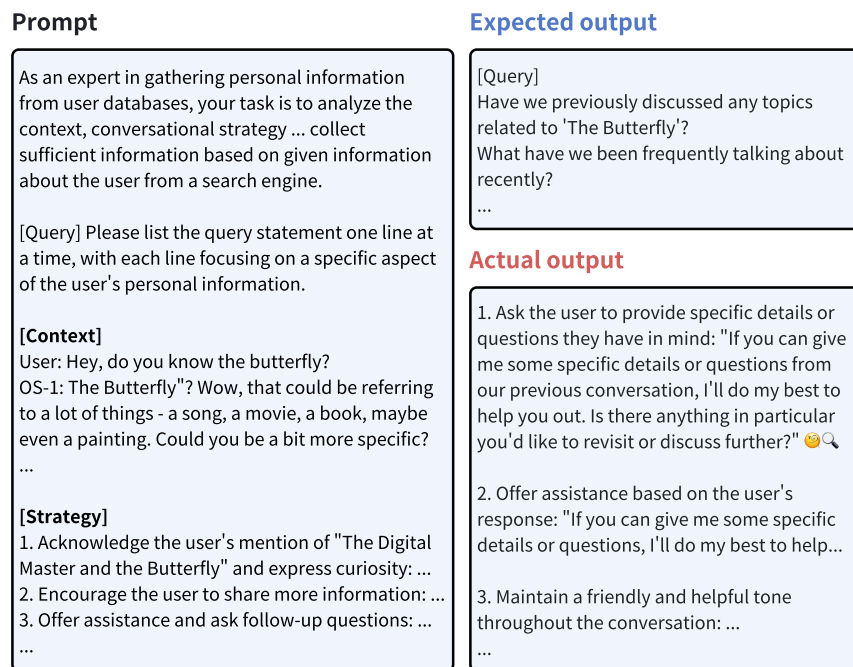 Prompt
As an expert in gathering personal information
from user databases, your task is to analyze the
context, conversational strategy ... collect
sufficient information based on given information
about the user from a search engine.
[Query] Please list the query statement one line at
a time, with each line focusing on a specific aspect
of the user's personal information.
[Context]
User: Hey, do you know the butterfly?
OS-1: The Butterfly"? Wow, that could be referring
to a lot of things - a song, a movie, a book, maybe
even a painting. Could you be a bit more specific?
...
[Strategy]
1. Acknowledge the user's mention of "The Digital
Master and the Butterfly" and express curiosity: ...
2. Encourage the user to share more information: ...
3. Offer assistance and ask follow-up questions: ...
...
Expected output
[Query]
Have we previously discussed any topics
related to 'The Butterfly'?
What have we been frequently talking about
recently?
...
Actual output
1. Ask the user to provide specific details or
questions they have in mind: "If you can give
me some specific details or questions from
our previous conversation, I'll do my best to
help you out. Is there anything in particular
you'd like to revisit or discuss further?" 🧐🔍
2. Offer assistance based on the user's
response: "If you can give me some specific
details or questions, I'll do my best to help...
3. Maintain a friendly and helpful tone
throughout the conversation: ...
...